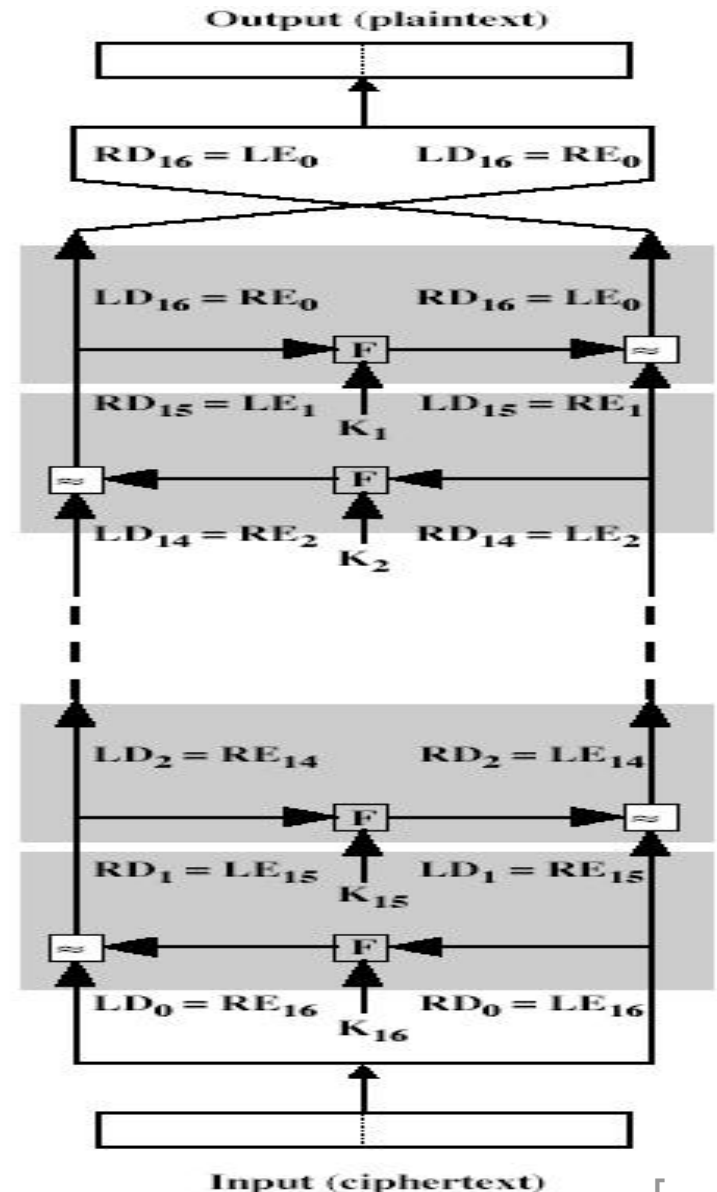 Output (plaintext)
RD₁₆ = LE₀ LD₁₆ = RE₀
LD₁₆ = RE₀ RD₁₆ = LE₀
F ≈
RD₁₅ = LE₁ LD₁₅ = RE₁
K₁
≈ F
LD₁₄ = RE₂ RD₁₄ = LE₂
K₂
LD₂ = RE₁₄ RD₂ = LE₁₄
F ≈
RD₁ = LE₁₅ LD₁ = RE₁₅
K₁₅
≈ F
LD₀ = RE₁₆ RD₀ = LE₁₆
K₁₆
Input (ciphertext)